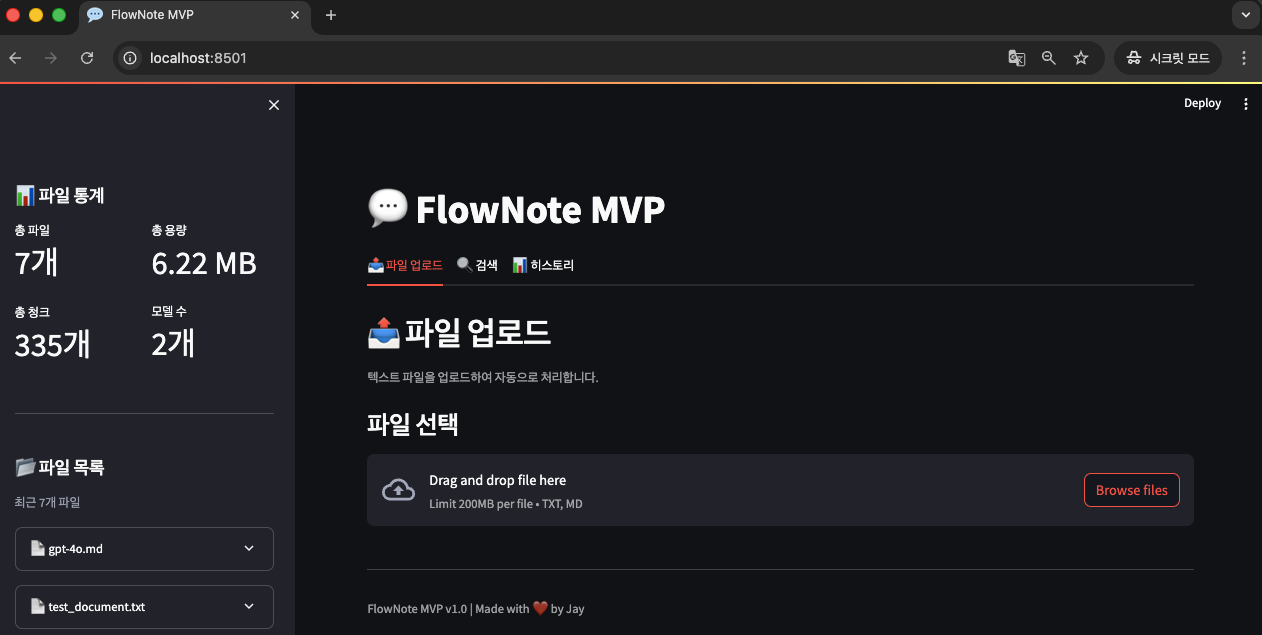 FlowNote MVP
localhost:8501
시크릿 모드
Deploy
파일 통계
총 파일
총 용량
7개
6.22 MB
총 청크
모델 수
335개
2개
파일 목록
최근 7개 파일
gpt-4o.md
test_document.txt
FlowNote MVP
파일 업로드
검색
히스토리
파일 업로드
텍스트 파일을 업로드하여 자동으로 처리합니다.
파일 선택
Drag and drop file here
Limit 200MB per file • TXT, MD
Browse files
FlowNote MVP v1.0 | Made with ❤️ by Jay